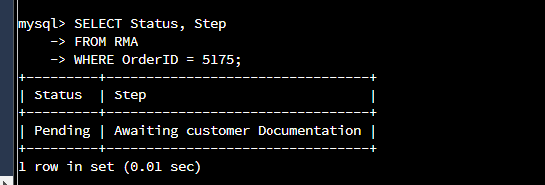 mysql> SELECT Status, Step
    -> FROM RMA
    -> WHERE OrderID = 5175;
+---------+---------------------------------+
| Status  | Step                            |
+---------+---------------------------------+
| Pending | Awaiting customer Documentation |
+---------+---------------------------------+
1 row in set (0.01 sec)